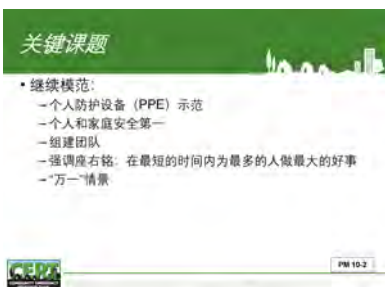 关键课题
• 继续模范:
–个人防护设备（PPE）示范
–个人和家庭安全第一
–组建团队
–强调座右铭: 在最短的时间内为最多的人做最大的好事
–“万一”情景
CERT
PM 10-2